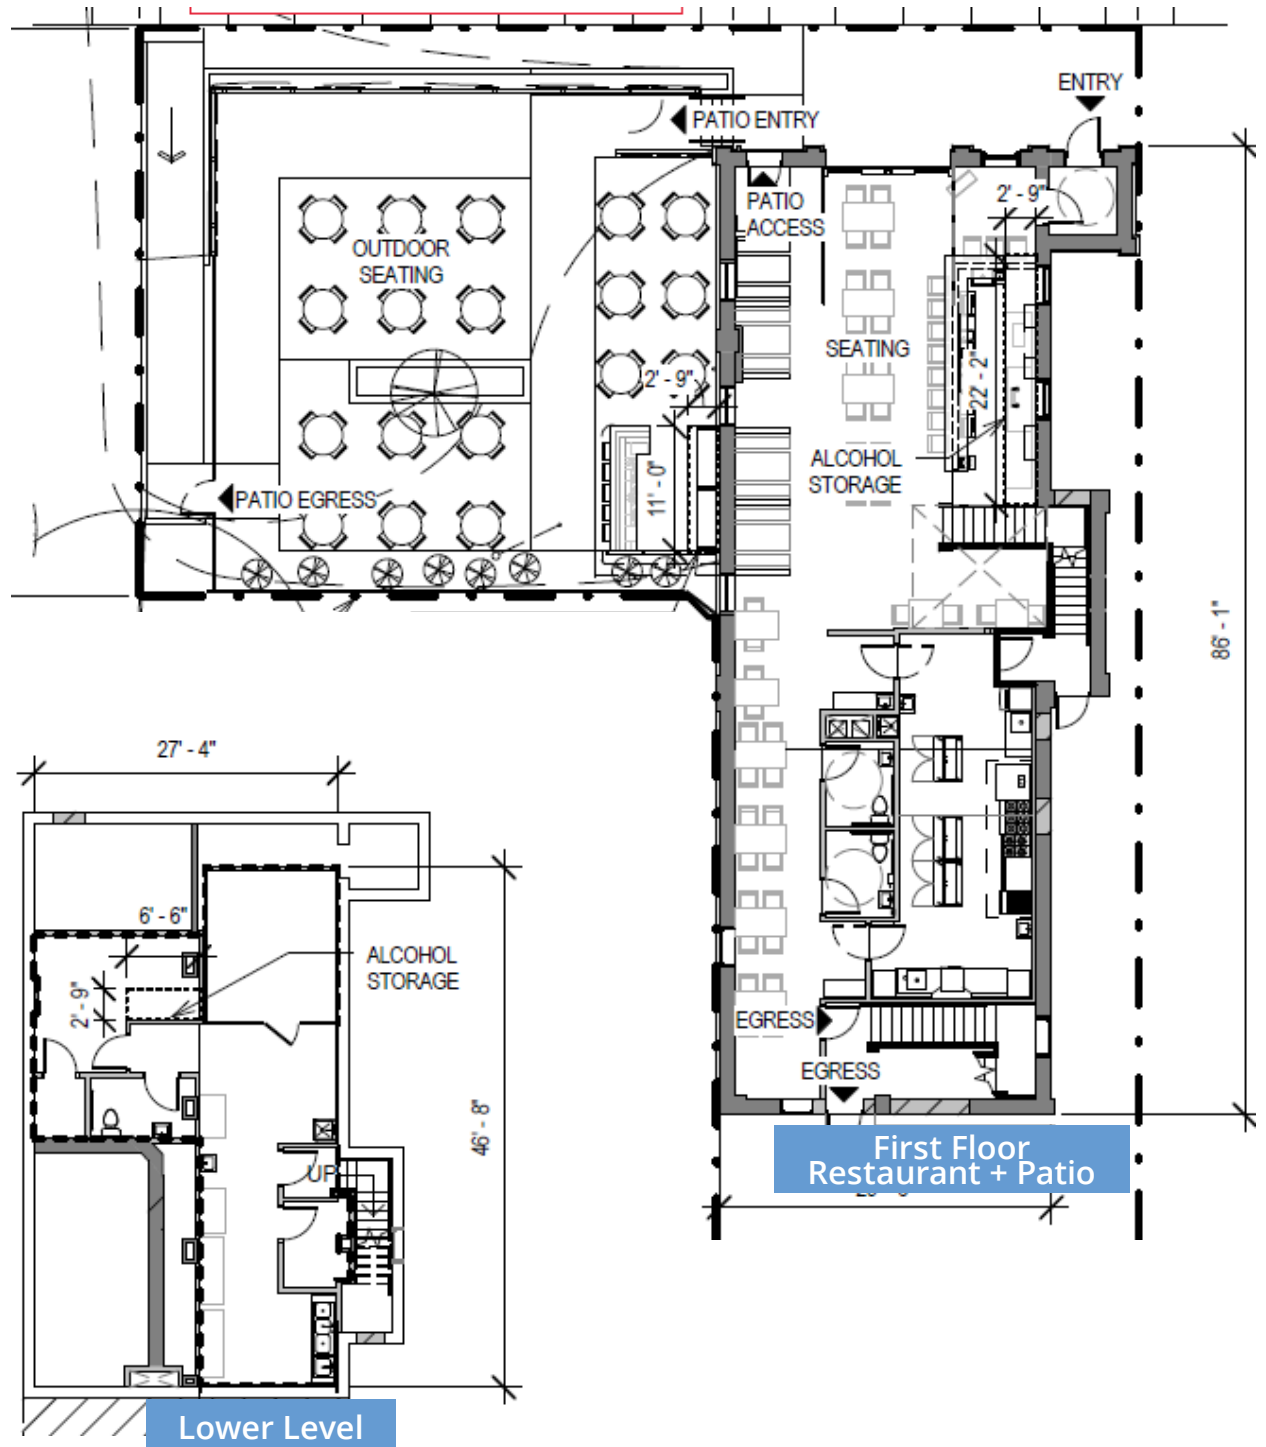 ENTRY
PATIO ENTRY
PATIO
ACCESS
2' - 9"
OUTDOOR
SEATING
SEATING
2' - 9"
22' - 2"
ALCOHOL
STORAGE
11' - 0"
PATIO EGRESS
86' - 1"
27' - 4"
6' - 6"
ALCOHOL
STORAGE
2' - 9"
EGRESS
EGRESS
46' - 8"
UP
First Floor
Restaurant + Patio
Lower Level